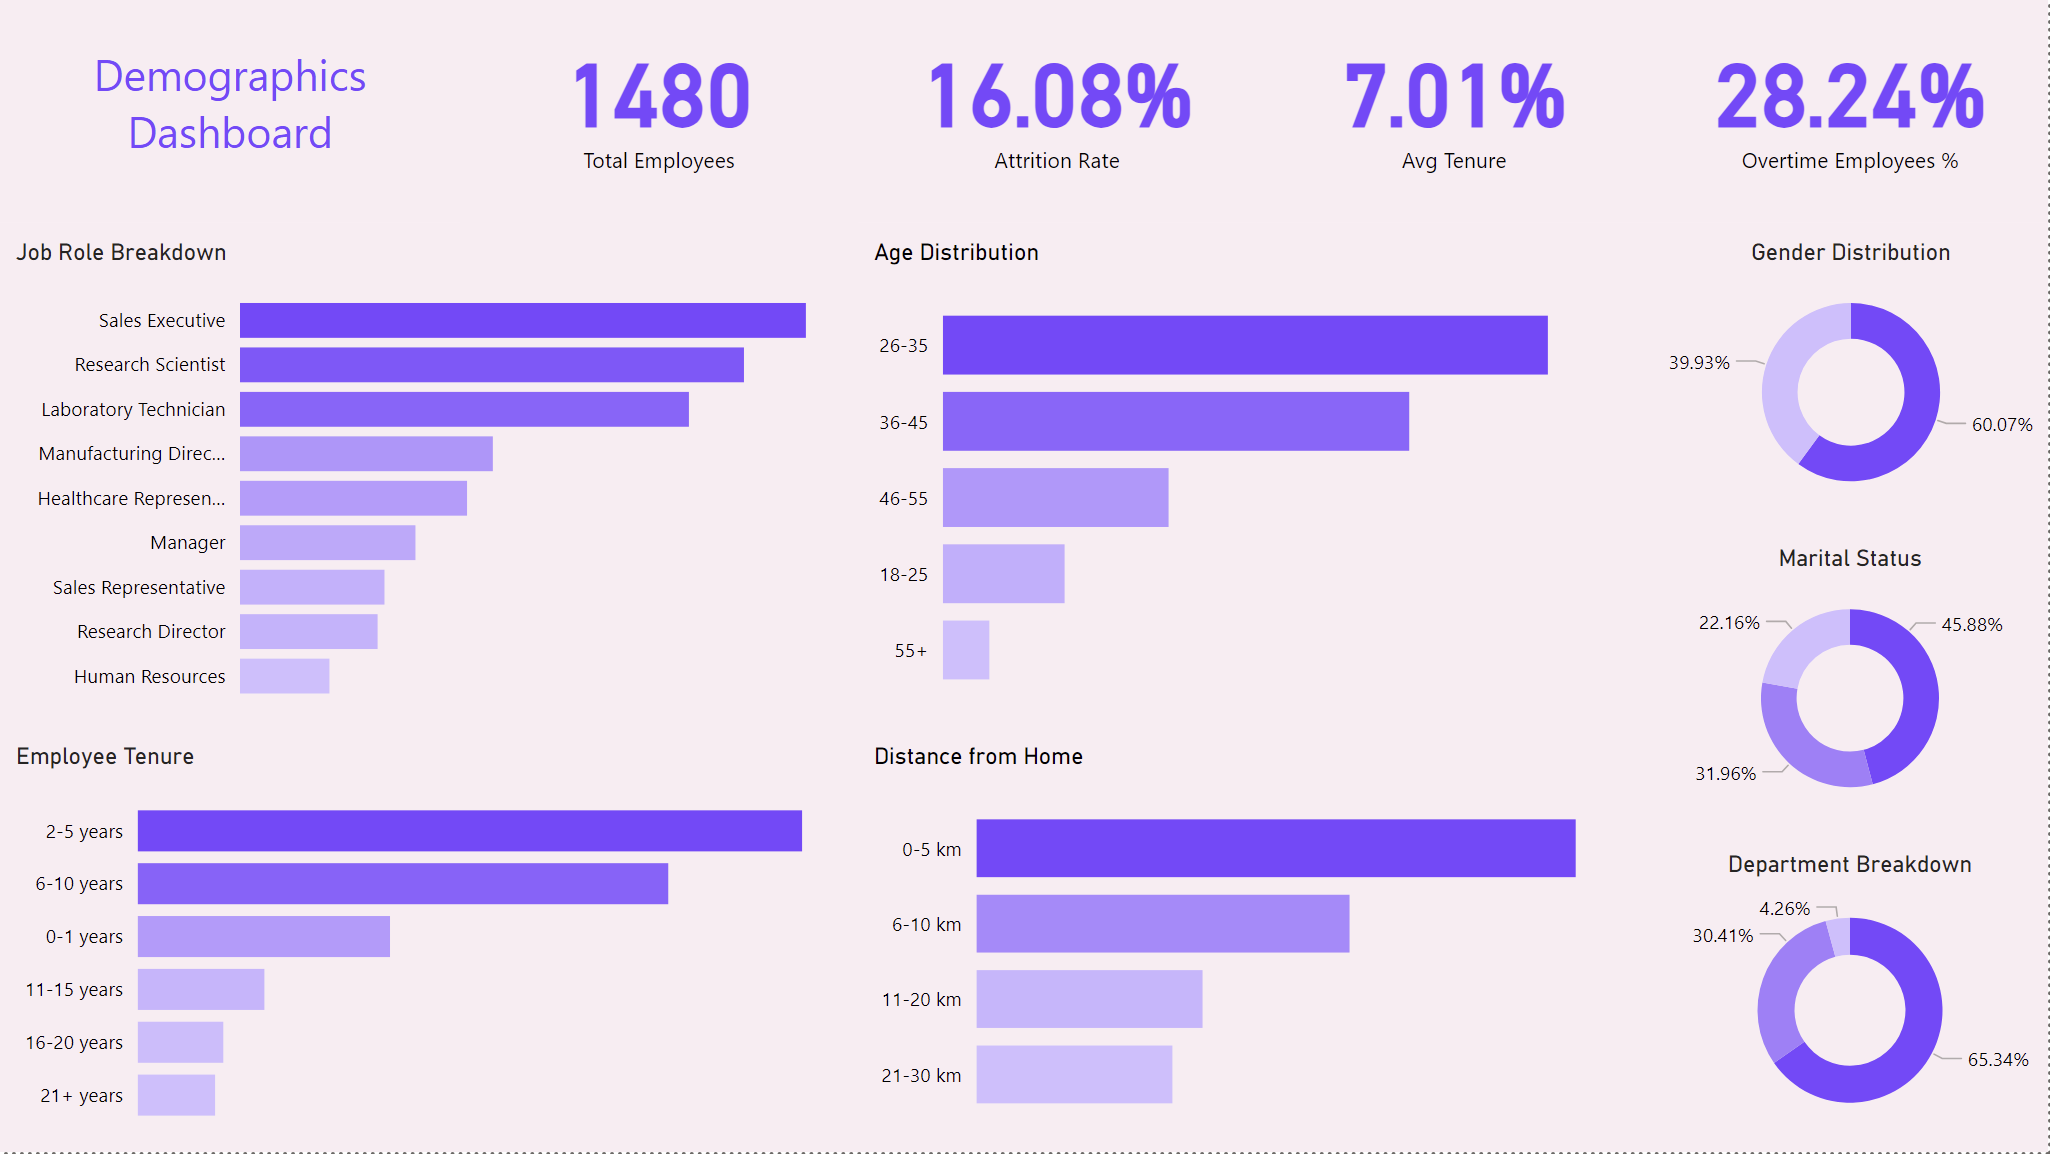 Demographics
Dashboard
1480
Total Employees
16.08%
Attrition Rate
7.01%
Avg Tenure
28.24%
Overtime Employees %
Job Role Breakdown
Sales Executive
Research Scientist
Laboratory Technician
Manufacturing Direc...
Healthcare Represen...
Manager
Sales Representative
Research Director
Human Resources
Age Distribution
26-35
36-45
46-55
18-25
55+
Gender Distribution
39.93%
60.07%
Marital Status
22.16%
45.88%
31.96%
Employee Tenure
2-5 years
6-10 years
0-1 years
11-15 years
16-20 years
21+ years
Distance from Home
0-5 km
6-10 km
11-20 km
21-30 km
Department Breakdown
4.26%
30.41%
65.34%